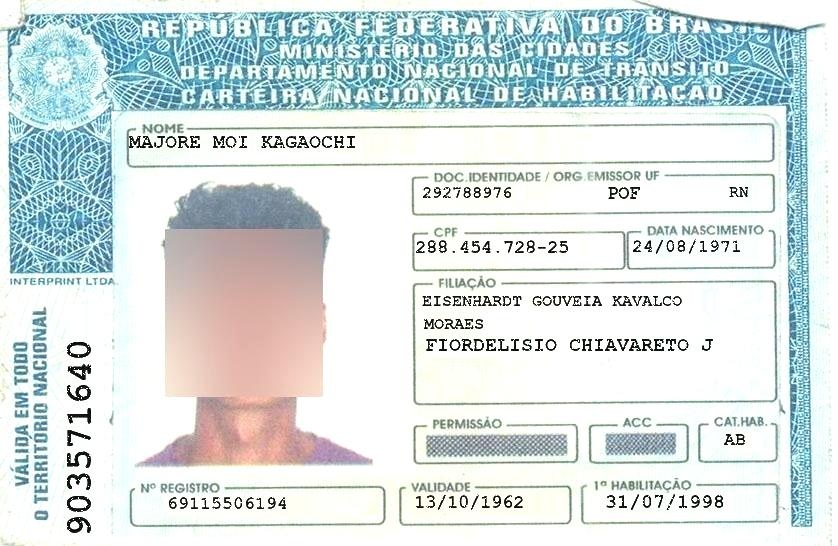 REPÚBLICA FEDERATIVA DO BRASIL
MINISTÉRIO DAS CIDADES
DEPARTAMENTO NACIONAL DE TRÂNSITO
CARTEIRA NACIONAL DE HABILITAÇÃO
NOME
MAJORE MOI KAGAOCHI
DOC.IDENTIDADE / ORG.EMISSOR UF
292788976 POF RN
CPF DATA NASCIMENTO
288.454.728-25 24/08/1971
FILIAÇÃO
EISENHARDT GOUVEIA KAVALCO
MORAES
FIORDELISIO CHIAVARETO J
PERMISSÃO ACC CAT.HAB.
AB
Nº REGISTRO VALIDADE 1ª HABILITAÇÃO
69115506194 13/10/1962 31/07/1998
INTERPRINT LTDA.
VÁLIDA EM TODO
O TERRITÓRIO NACIONAL
903571640